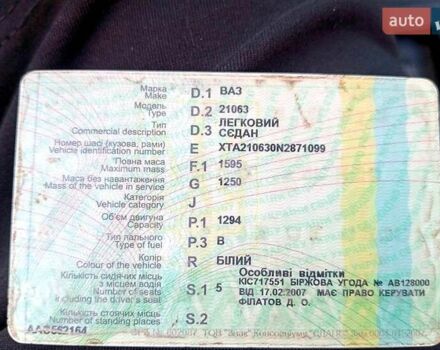 auto
Марка
Make D.1 ВАЗ
Модель
Type D.2 21063
Тип
Commercial description D.3 ЛЕГКОВИЙ СЕДАН
Номер шасі (кузова, рами)
Vehicle identification number E XTA210630N2871099
Повна маса
Maximum mass F.1 1595
Маса без навантаження
Mass of the vehicle in service G 1250
Категорія
Vehicle category J
Об'єм двигуна
Capacity P.1 1294
Тип пального
Type of fuel P.3 B
Колір
Colour of the vehicle R БІЛИЙ
Кількість сидячих місць
з місцем водія
Number of seats
including the driver's seat S.1 5
Кількість стоячих місць
Number of standing places S.2
Особливі відмітки
КІС717551 БІРЖОВА УГОДА № АВ128000
ВІД 17.02.2007 МАЄ ПРАВО КЕРУВАТИ
ФІЛАТОВ Д. О.